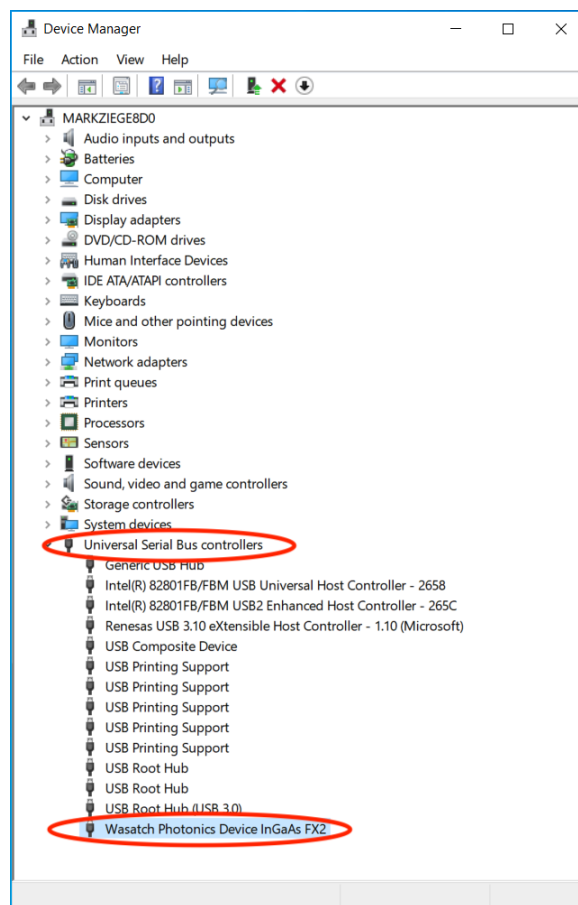 Device Manager
File Action View Help
MARKZIEGE8D0
Audio inputs and outputs
Batteries
Computer
Disk drives
Display adapters
DVD/CD-ROM drives
Human Interface Devices
IDE ATA/ATAPI controllers
Keyboards
Mice and other pointing devices
Monitors
Network adapters
Print queues
Printers
Processors
Sensors
Software devices
Sound, video and game controllers
Storage controllers
System devices
Universal Serial Bus controllers
Generic USB Hub
Intel(R) 82801FB/FBM USB Universal Host Controller - 2658
Intel(R) 82801FB/FBM USB2 Enhanced Host Controller - 265C
Renesas USB 3.10 eXtensible Host Controller - 1.10 (Microsoft)
USB Composite Device
USB Printing Support
USB Printing Support
USB Printing Support
USB Printing Support
USB Printing Support
USB Root Hub
USB Root Hub
USB Root Hub (USB 3.0)
Wasatch Photonics Device InGaAs FX2